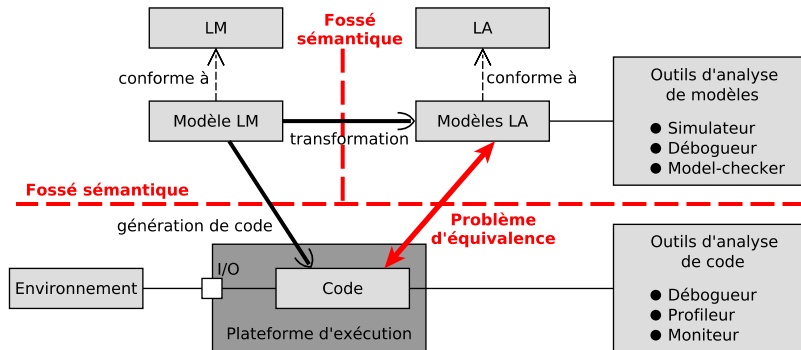 LM
Fossé
sémantique
LA
conforme à
conforme à
Outils d'analyse
de modèles
● Simulateur
● Débogueur
● Model-checker
Modèle LM
transformation
Modèles LA
Fossé sémantique
génération de code
Problème
d'équivalence
Outils d'analyse
de code
● Débogueur
● Profileur
● Moniteur
Environnement
I/O
Code
Plateforme d'exécution